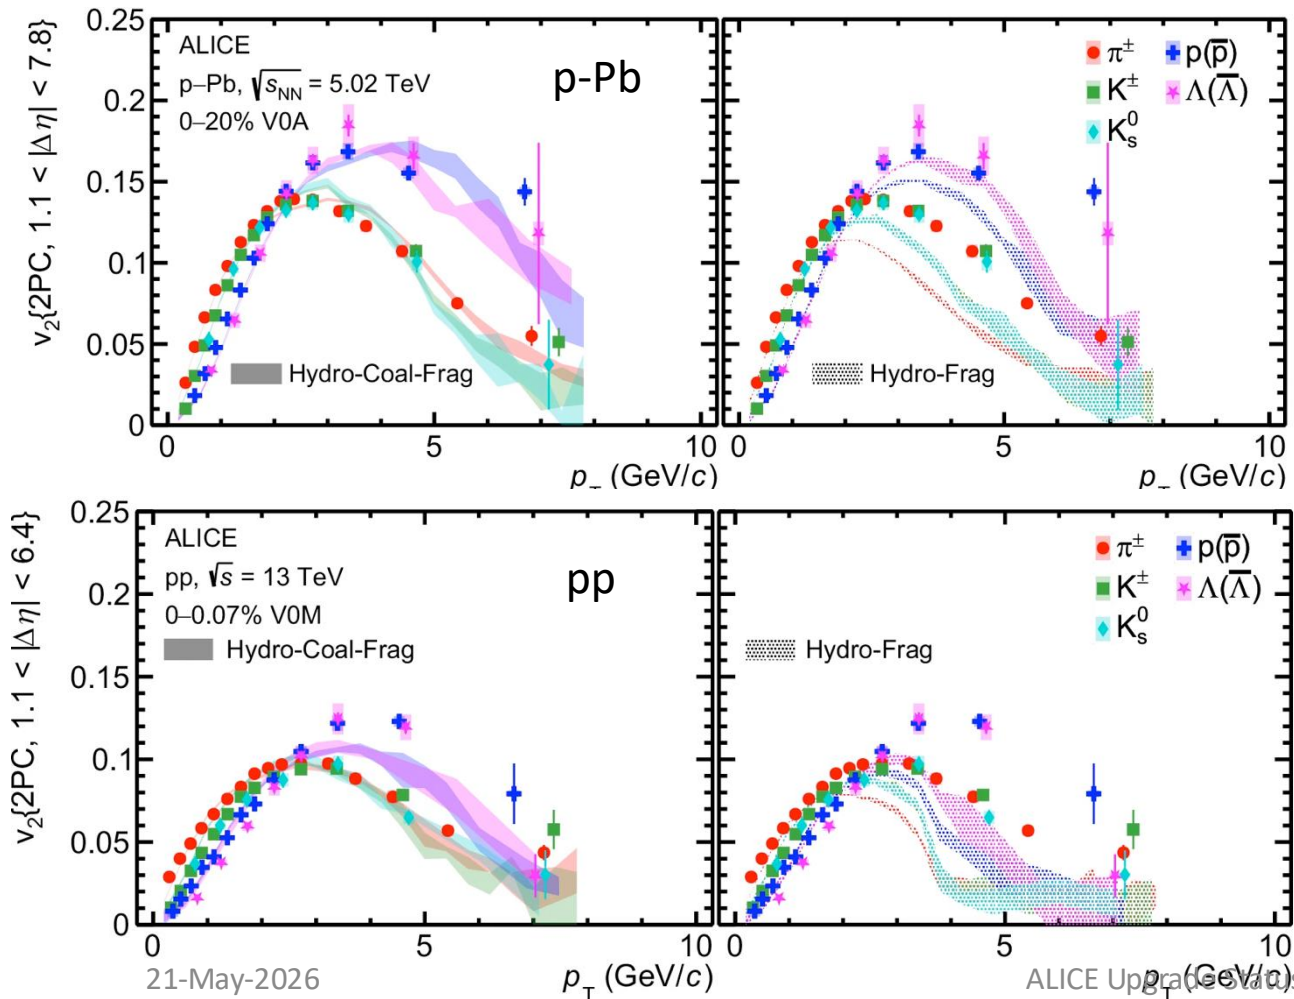 v₂{2PC, 1.1 < |Δη| < 7.8}
0.25
0.2
0.15
0.1
0.05
0
ALICE
p–Pb, √sNN = 5.02 TeV
0–20% V0A
p-Pb
Hydro-Coal-Frag
π± p(p̅)
K± Λ(Λ̅)
K⁰s
Hydro-Frag
0 5 10 0 5 10
pT (GeV/c) pT (GeV/c)
v₂{2PC, 1.1 < |Δη| < 6.4}
0.25
0.2
0.15
0.1
0.05
0
ALICE
pp, √s = 13 TeV
0–0.07% V0M
Hydro-Coal-Frag
pp
π± p(p̅)
K± Λ(Λ̅)
K⁰s
Hydro-Frag
0 5 10 0 5 10
pT (GeV/c) pT (GeV/c)
21-May-2026 ALICE Upgrade Status